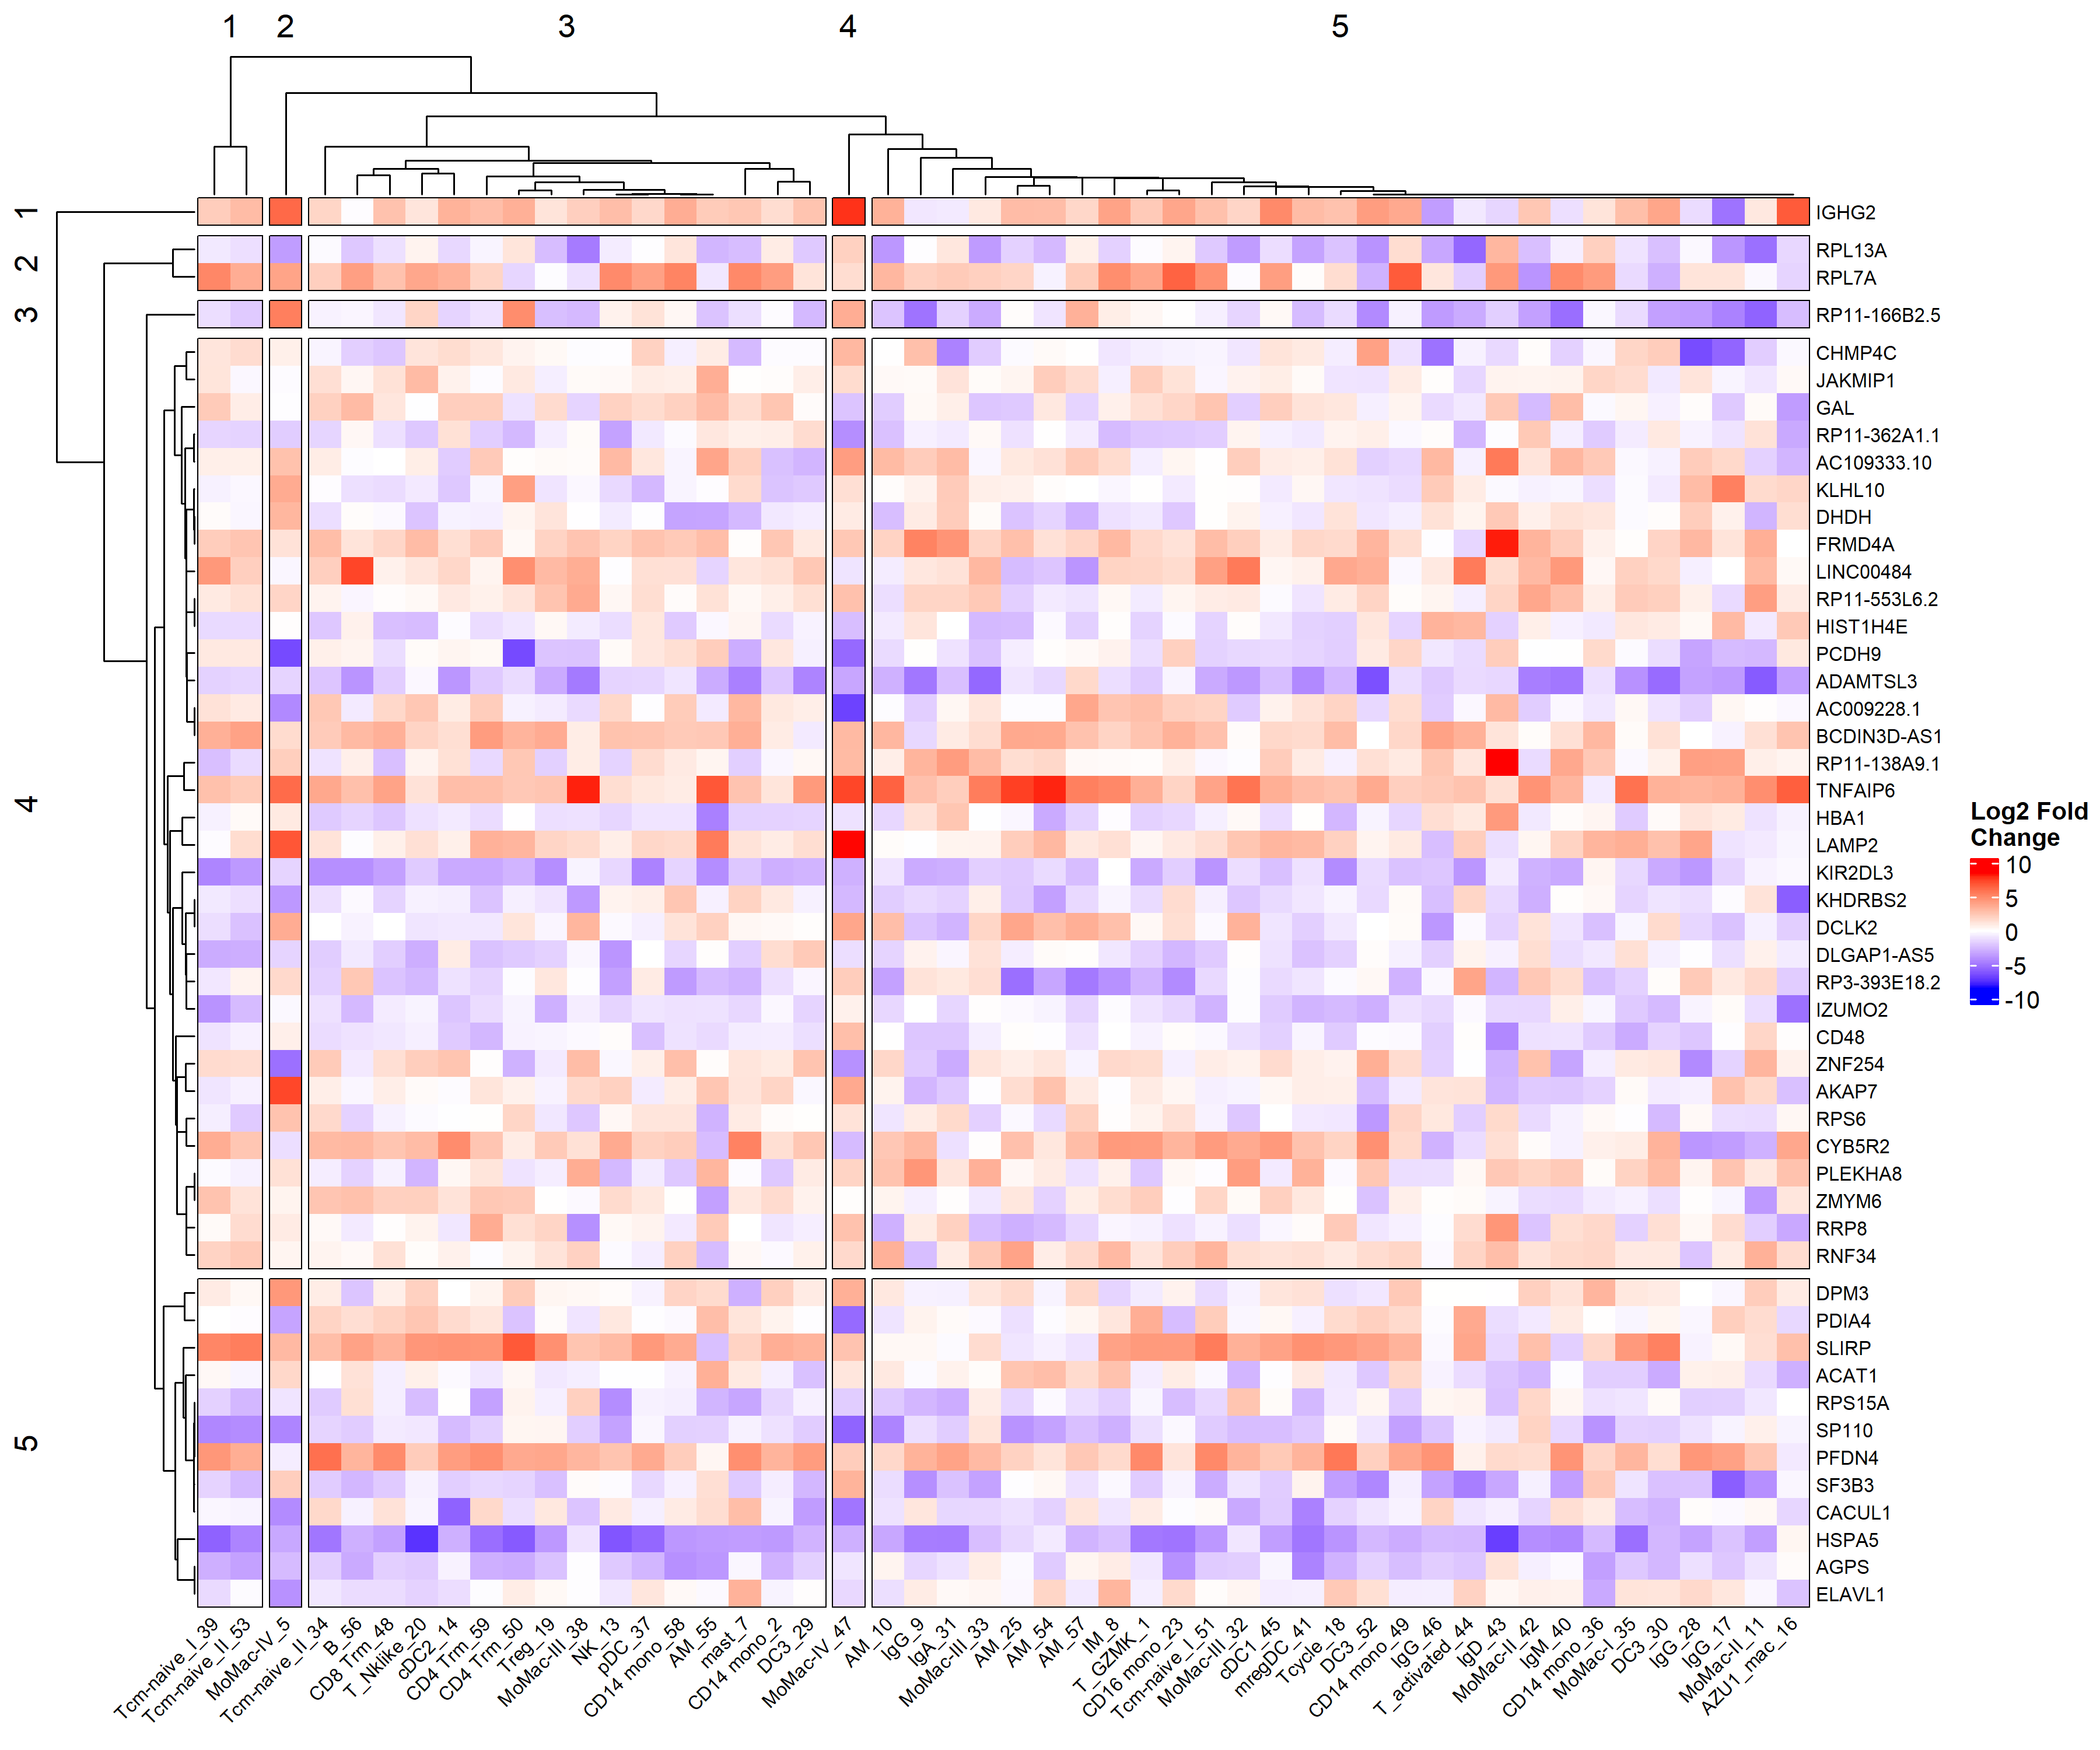 1 2 3 4 5
1
2
3
4
5
IGHG2
RPL13A
RPL7A
RP11-166B2.5
CHMP4C
JAKMIP1
GAL
RP11-362A1.1
AC109333.10
KLHL10
DHDH
FRMD4A
LINC00484
RP11-553L6.2
HIST1H4E
PCDH9
ADAMTSL3
AC009228.1
BCDIN3D-AS1
RP11-138A9.1
TNFAIP6
HBA1
LAMP2
KIR2DL3
KHDRBS2
DCLK2
DLGAP1-AS5
RP3-393E18.2
IZUMO2
CD48
ZNF254
AKAP7
RPS6
CYB5R2
PLEKHA8
ZMYM6
RRP8
RNF34
DPM3
PDIA4
SLIRP
ACAT1
RPS15A
SP110
PFDN4
SF3B3
CACUL1
HSPA5
AGPS
ELAVL1
Log2 Fold
Change
10
5
0
-5
-10
Tcm-naive_I_39
Tcm-naive_II_53
MoMac-IV_5
Tcm-naive_II_34
B_56
CD8 Trm_48
T_Nklike_20
cDC2_14
CD4 Trm_59
CD4 Trm_50
Treg_19
MoMac-III_38
NK_13
pDC_37
CD14 mono_58
AM_55
mast_7
CD14 mono_2
DC3_29
MoMac-IV_47
AM_10
IgG_9
IgA_31
MoMac-III_33
AM_25
AM_54
AM_57
IM_8
T_GZMK_1
CD16 mono_23
Tcm-naive_I_51
MoMac-III_32
cDC1_45
mregDC_41
Tcycle_18
DC3_52
CD14 mono_49
IgG_46
T_activated_44
IgD_43
MoMac-II_42
IgM_40
CD14 mono_36
MoMac-I_35
DC3_30
IgG_28
IgG_17
MoMac-II_11
AZU1_mac_16